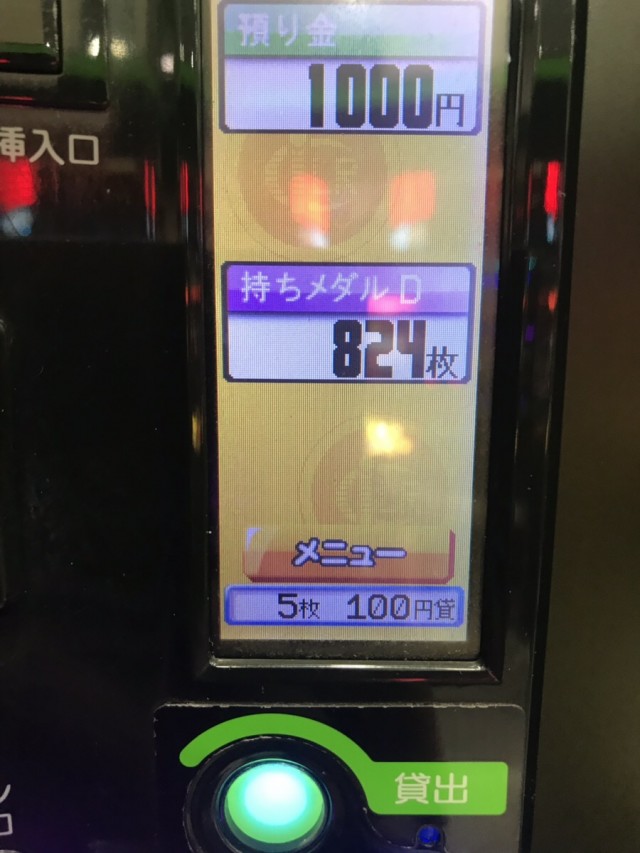 預り金
1000円
挿入口
持ちメダル D
824枚
メニュー
5枚 100円貸
貸出